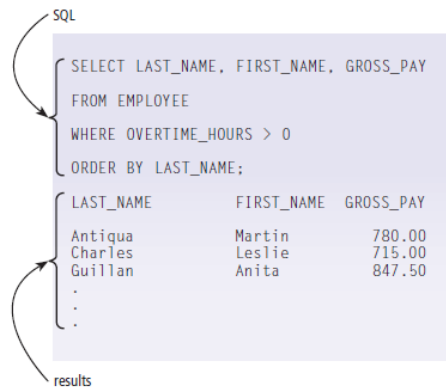 SQL
SELECT LAST_NAME, FIRST_NAME, GROSS_PAY
FROM EMPLOYEE
WHERE OVERTIME_HOURS > 0
ORDER BY LAST_NAME;
LAST_NAME FIRST_NAME GROSS_PAY
Antiqua Martin 780.00
Charles Leslie 715.00
Guillan Anita 847.50
.
.
.
results